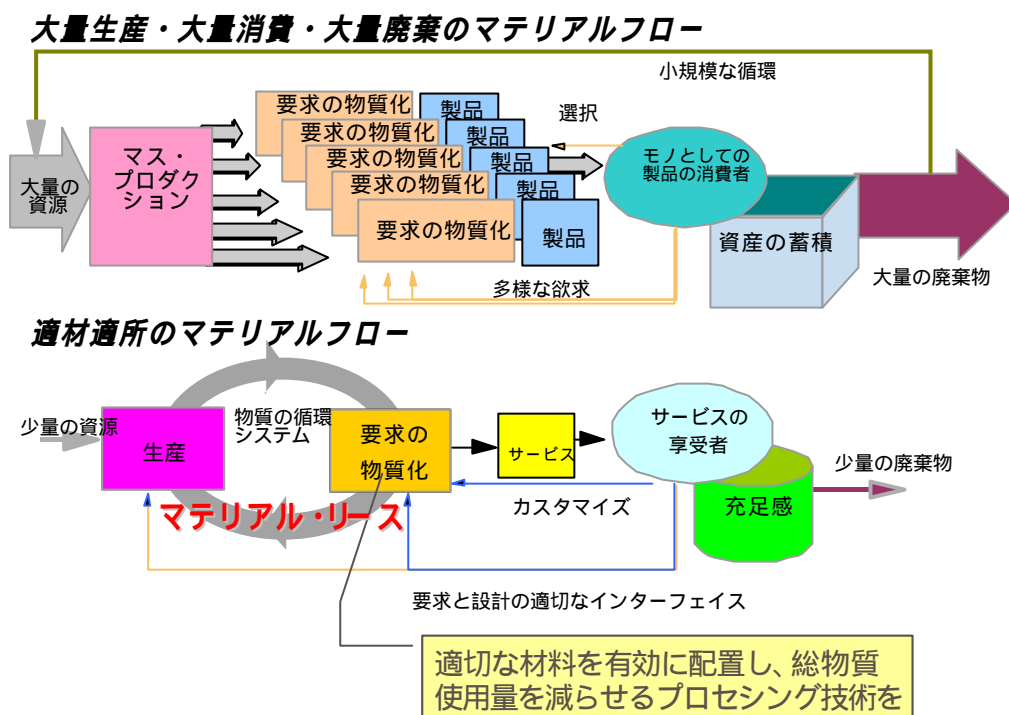 大量生産・大量消費・大量廃棄のマテリアルフロー
小規模な循環
大量の
資源
マス・
プロダク
ション
要求の物質化
製品
要求の物質化
製品
要求の物質化
製品
要求の物質化
製品
要求の物質化
製品
選択
モノとしての
製品の消費者
資産の蓄積
大量の廃棄物
多様な欲求
適材適所のマテリアルフロー
少量の資源
生産
物質の循環
システム
要求の
物質化
サービス
サービスの
享受者
充足感
少量の廃棄物
マテリアル・リース
カスタマイズ
要求と設計の適切なインターフェイス
適切な材料を有効に配置し、総物質
使用量を減らせるプロセシング技術を